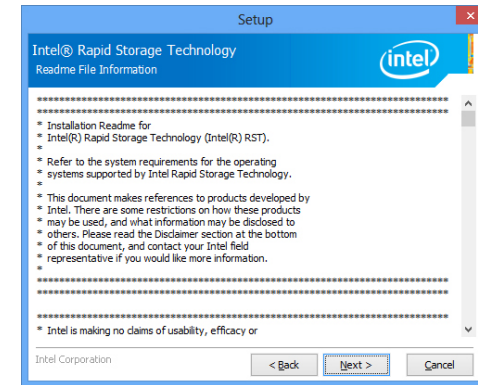 Setup
Intel® Rapid Storage Technology
Readme File Information
intel
********************************************************************************
********************************************************************************
* Installation Readme for
* Intel(R) Rapid Storage Technology (Intel(R) RST).
*
* Refer to the system requirements for the operating
* systems supported by Intel Rapid Storage Technology.
*
* This document makes references to products developed by
* Intel. There are some restrictions on how these products
* may be used, and what information may be disclosed to
* others. Please read the Disclaimer section at the bottom
* of this document, and contact your Intel field
* representative if you would like more information.
*
********************************************************************************
********************************************************************************
********************************************************************************
* Intel is making no claims of usability, efficacy or
Intel Corporation
< Back
Next >
Cancel